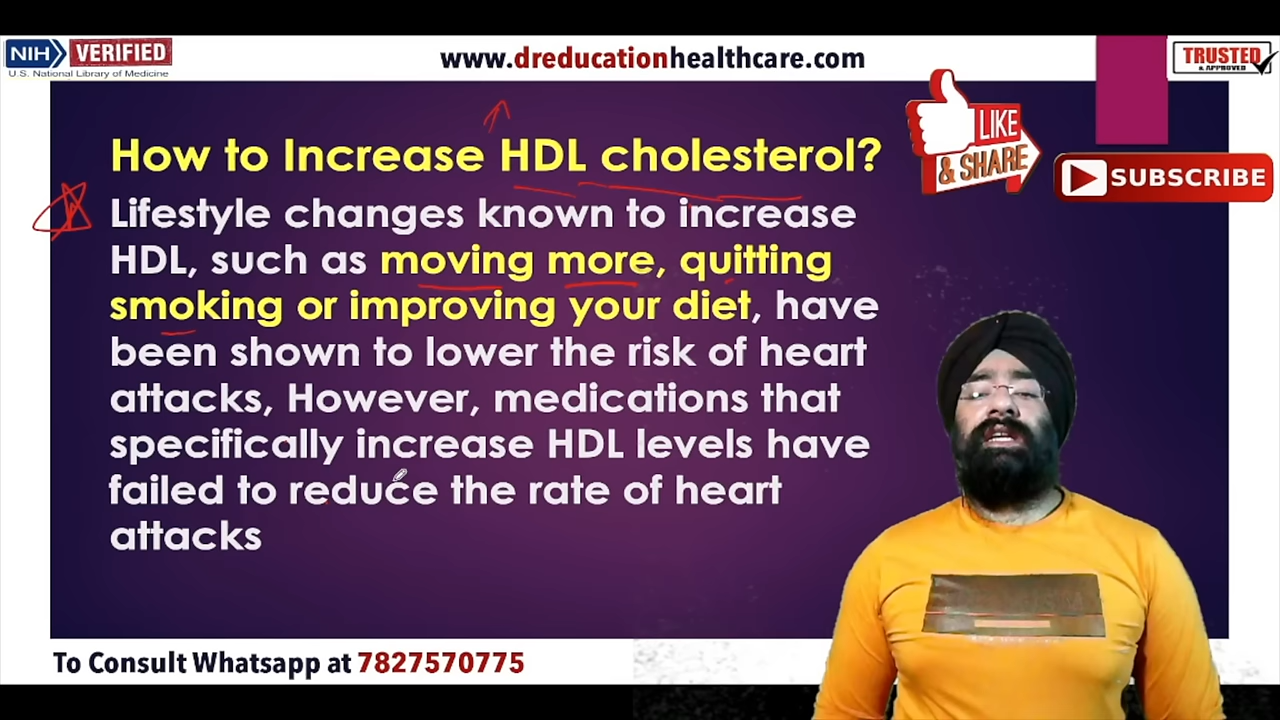 NIH VERIFIED
U.S. National Library of Medicine
www.dreducationhealthcare.com
TRUSTED
& APPROVED
How to Increase HDL cholesterol?
LIKE
& SHARE
SUBSCRIBE
Lifestyle changes known to increase
HDL, such as moving more, quitting
smoking or improving your diet, have
been shown to lower the risk of heart
attacks, However, medications that
specifically increase HDL levels have
failed to reduce the rate of heart
attacks
To Consult Whatsapp at 7827570775